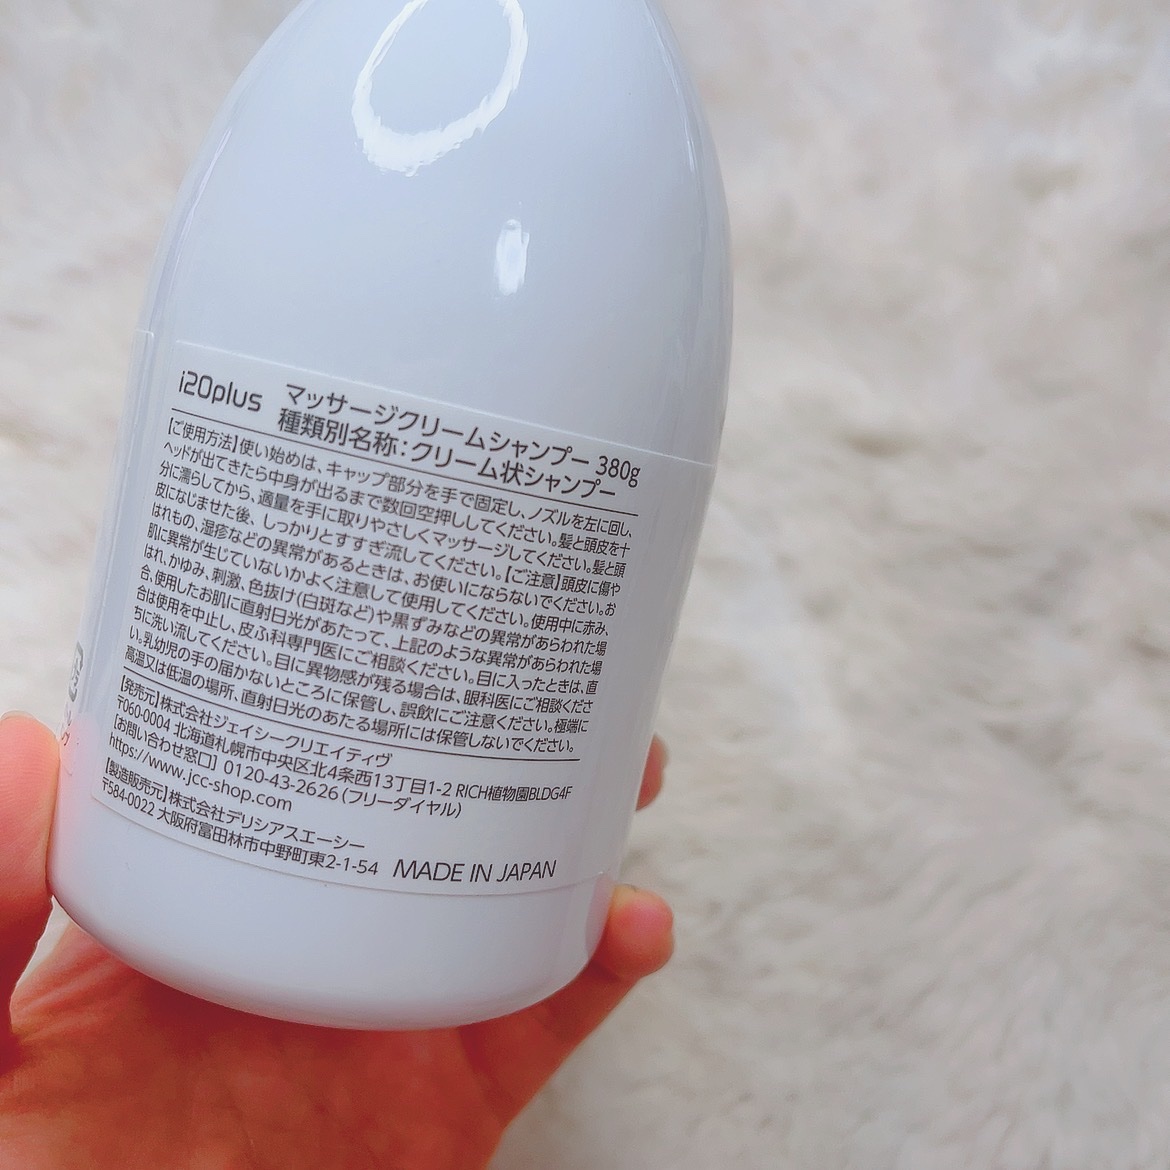 i20plus マッサージクリームシャンプー 380g
種類別名称:クリーム状シャンプー
【ご使用方法】使い始めは、キャップ部分を手で固定し、ノズルを左に回し、
ヘッドが出てきたら中身が出るまで数回空押ししてください。髪と頭皮を十
分に濡らしてから、適量を手に取りやさしくマッサージしてください。髪と頭
皮になじませた後、しっかりとすすぎ流してください。【ご注意】頭皮に傷や
はれもの、湿疹などの異常があるときは、お使いにならないでください。お
肌に異常が生じていないかよく注意して使用してください。使用中に赤み、
はれ、かゆみ、刺激、色抜け(白斑など)や黒ずみなどの異常があらわれた場
合、使用したお肌に直射日光があたって、上記のような異常があらわれた場
合は使用を中止し、皮ふ科専門医にご相談ください。目に入ったときは、直
ちに洗い流してください。目に異物感が残る場合は、眼科医にご相談くださ
い。乳幼児の手の届かないところに保管し、誤飲にご注意ください。極端に
高温又は低温の場所、直射日光のあたる場所には保管しないでください。
【発売元】株式会社ジェイシークリエイティヴ
〒060-0004 北海道札幌市中央区北4条西13丁目1-2 RICH植物園BLDG4F
【お問い合わせ窓口】 0120-43-2626(フリーダイヤル)
https://www.jcc-shop.com
【製造販売元】株式会社デリシアスエーシー
〒584-0022 大阪府富田林市中野町東2-1-54 MADE IN JAPAN